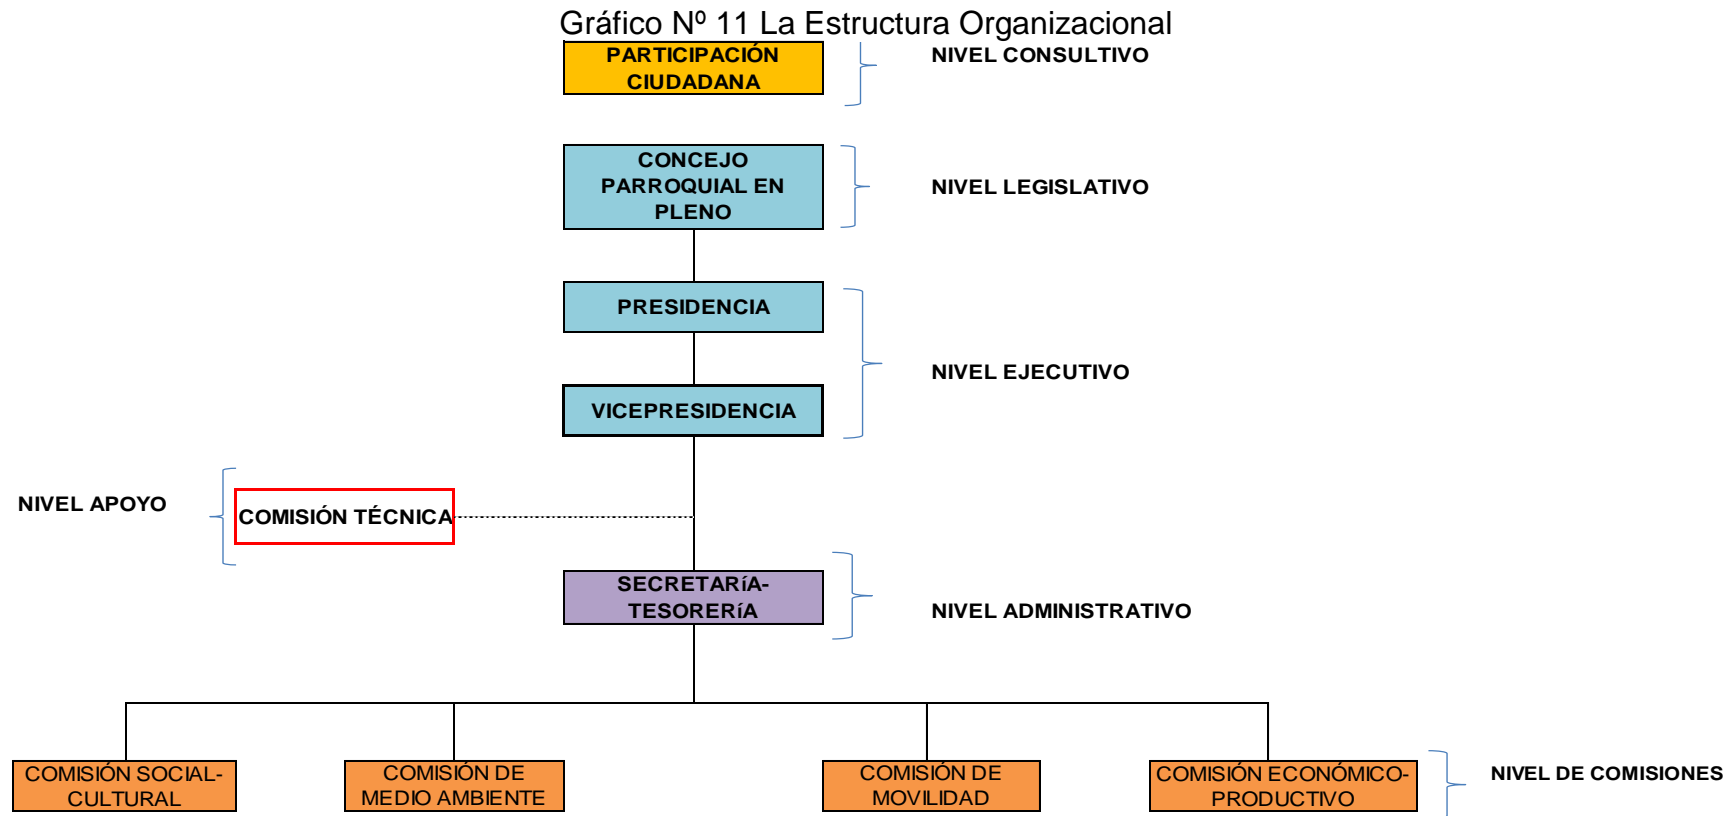 Gráfico Nº 11 La Estructura Organizacional
PARTICIPACIÓN
CIUDADANA
NIVEL CONSULTIVO
CONCEJO
PARROQUIAL EN
PLENO
NIVEL LEGISLATIVO
PRESIDENCIA
NIVEL EJECUTIVO
VICEPRESIDENCIA
NIVEL APOYO
COMISIÓN TÉCNICA
SECRETARíA-
TESORERíA
NIVEL ADMINISTRATIVO
COMISIÓN SOCIAL-
CULTURAL
COMISIÓN DE
MEDIO AMBIENTE
COMISIÓN DE
MOVILIDAD
COMISIÓN ECONÓMICO-
PRODUCTIVO
NIVEL DE COMISIONES